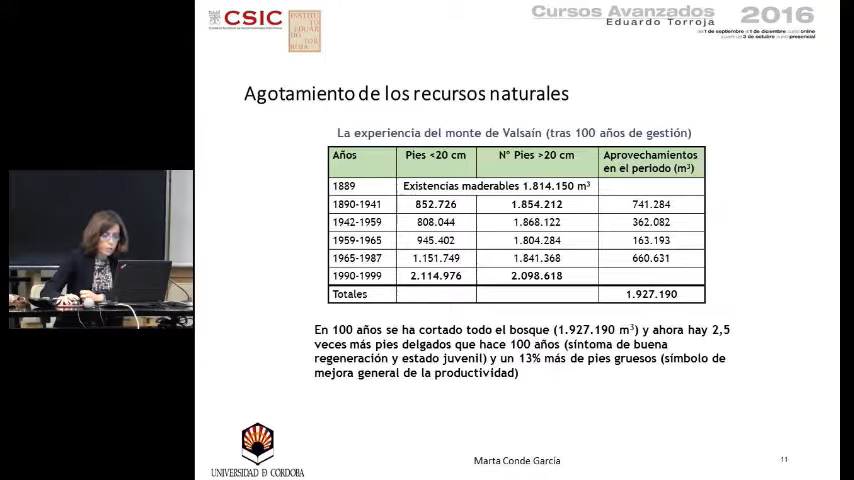 CSIC
INSTITU
TO
EDUAR
DO TOR
ROJA
Cursos Avanzados 2016
Eduardo Torroja
Agotamiento de los recursos naturales
La experiencia del monte de Valsaín (tras 100 años de gestión)
Años Pies <20 cm Nº Pies >20 cm Aprovechamientos en el periodo (m³)
1889 Existencias maderables 1.814.150 m³
1890-1941 852.726 1.854.212 741.284
1942-1959 808.044 1.868.122 362.082
1959-1965 945.402 1.804.284 163.193
1965-1987 1.151.749 1.841.368 660.631
1990-1999 2.114.976 2.098.618
Totales 1.927.190
En 100 años se ha cortado todo el bosque (1.927.190 m³) y ahora hay 2,5
veces más pies delgados que hace 100 años (síntoma de buena
regeneración y estado juvenil) y un 13% más de pies gruesos (símbolo de
mejora general de la productividad)
UNIVERSIDAD DE CORDOBA
Marta Conde García
11